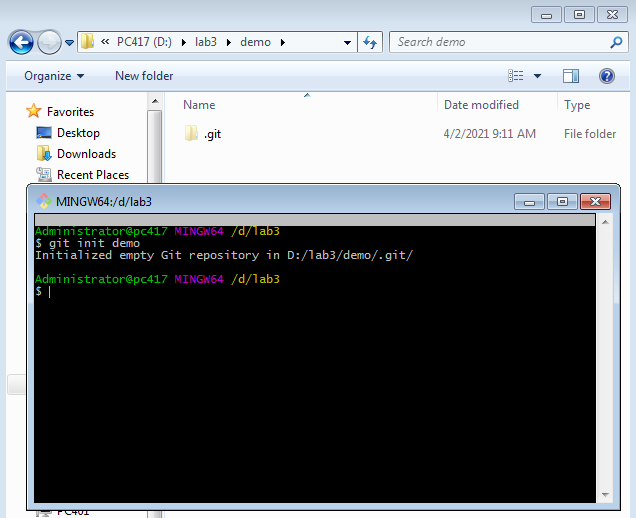 « PC417 (D:) ▸ lab3 ▸ demo ▸
Search demo
Organize ▾ New folder
Name Date modified Type
.git 4/2/2021 9:11 AM File folder
Favorites
Desktop
Downloads
Recent Places
MINGW64:/d/lab3
Administrator@pc417 MINGW64 /d/lab3
$ git init demo
Initialized empty Git repository in D:/lab3/demo/.git/
Administrator@pc417 MINGW64 /d/lab3
$